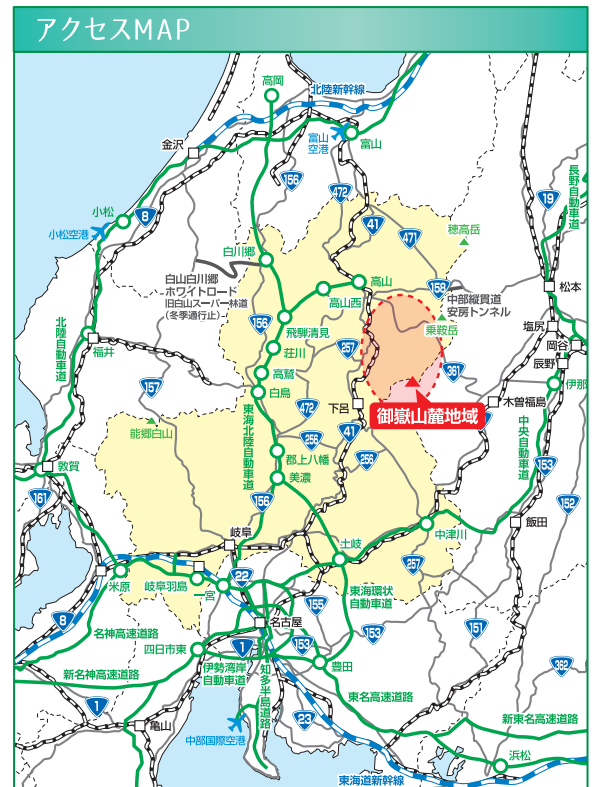 アクセスMAP
高岡
北陸新幹線
金沢
富山
空港
富山
156
472
41
471
19
長野自動車道
小松
8
小松空港
穂高岳
白川郷
白山白川郷
ホワイトロード
旧白山スーパー林道
(冬季通行止)
高山
高山西
158
中部縦貫道
安房トンネル
松本
乗鞍岳
塩尻
岡谷
辰野
伊那
北陸自動車道
福井
156
飛騨清見
荘川
257
高鷲
白鳥
361
157
472
下呂
御嶽山麓地域
木曽福島
能郷白山
東海北陸自動車道
256
41
256
中央自動車道
153
郡上八幡
美濃
敦賀
161
156
152
岐阜
飯田
土岐
中津川
257
米原
岐阜羽島
一宮
22
東海環状
自動車道
8
名神高速道路
155
名古屋
153
151
四日市東
1
153
362
伊勢湾岸
自動車道
豊田
新名神高速道路
知多半島道路
東名高速道路
1
亀山
23
新東名高速道路
中部国際空港
浜松
東海道新幹線